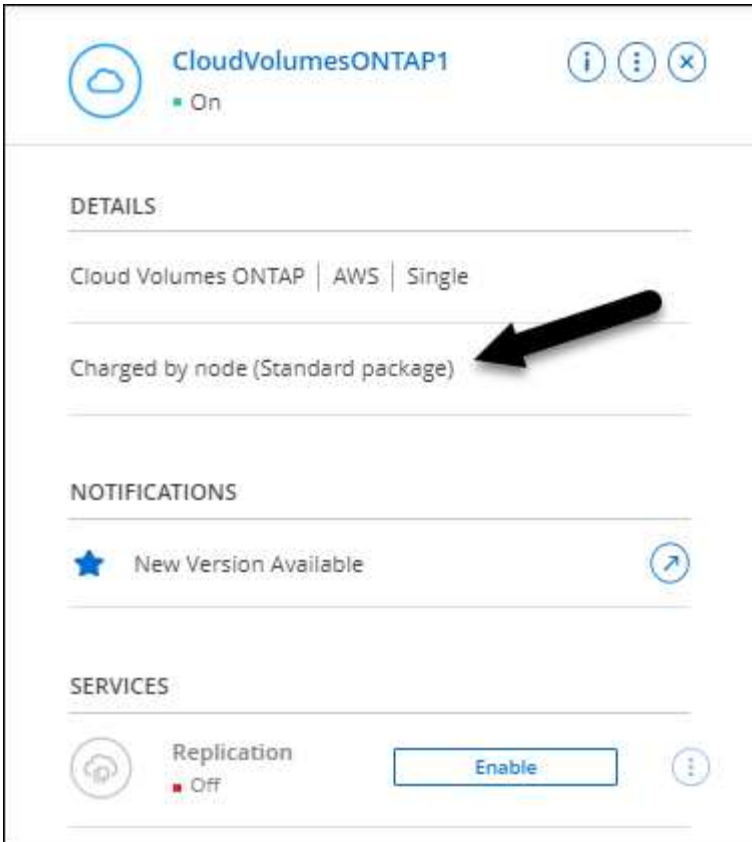 CloudVolumesONTAP1
On
DETAILS
Cloud Volumes ONTAP | AWS | Single
Charged by node (Standard package)
NOTIFICATIONS
New Version Available
SERVICES
Replication
Enable
Off